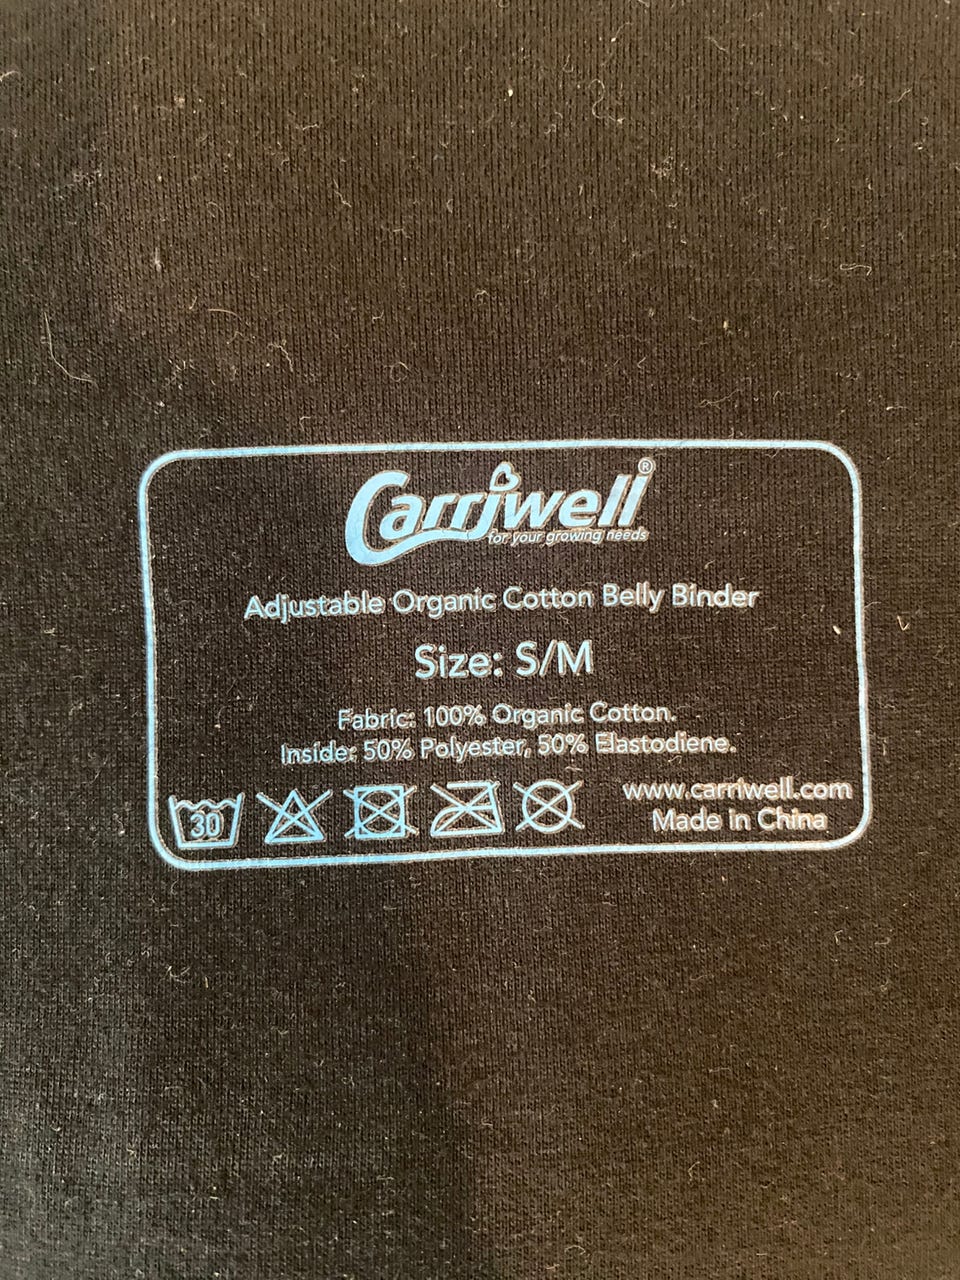 Carriwell®
for your growing needs
Adjustable Organic Cotton Belly Binder
Size: S/M
Fabric: 100% Organic Cotton.
Inside: 50% Polyester, 50% Elastodiene.
30
www.carriwell.com
Made in China